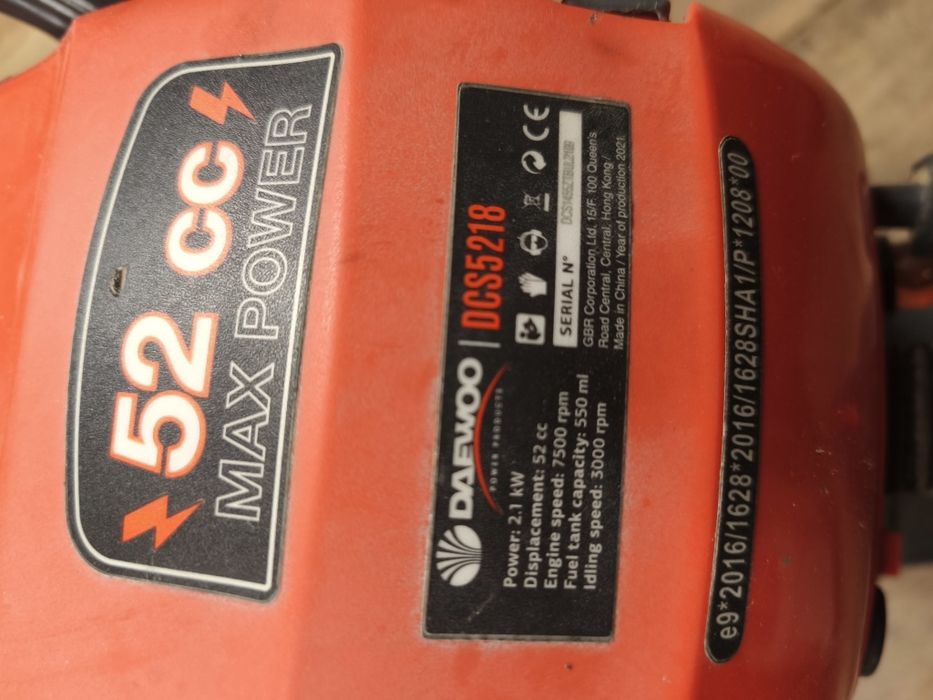 52 cc
MAX POWER
DAEWOO | DCS5218
POWER PRODUCTS
Power: 2.1 kW
Displacement: 52 cc
Engine speed: 7500 rpm
Fuel tank capacity: 550 ml
Idling speed: 3000 rpm
CE
SERIAL N°
GBR Corporation Ltd, 15/F, 100 Queen's
Road Central, Central, Hong Kong /
Made in China / Year of production 2021.
e9*2016/1628*2016/1628SHA1/P*1208*00